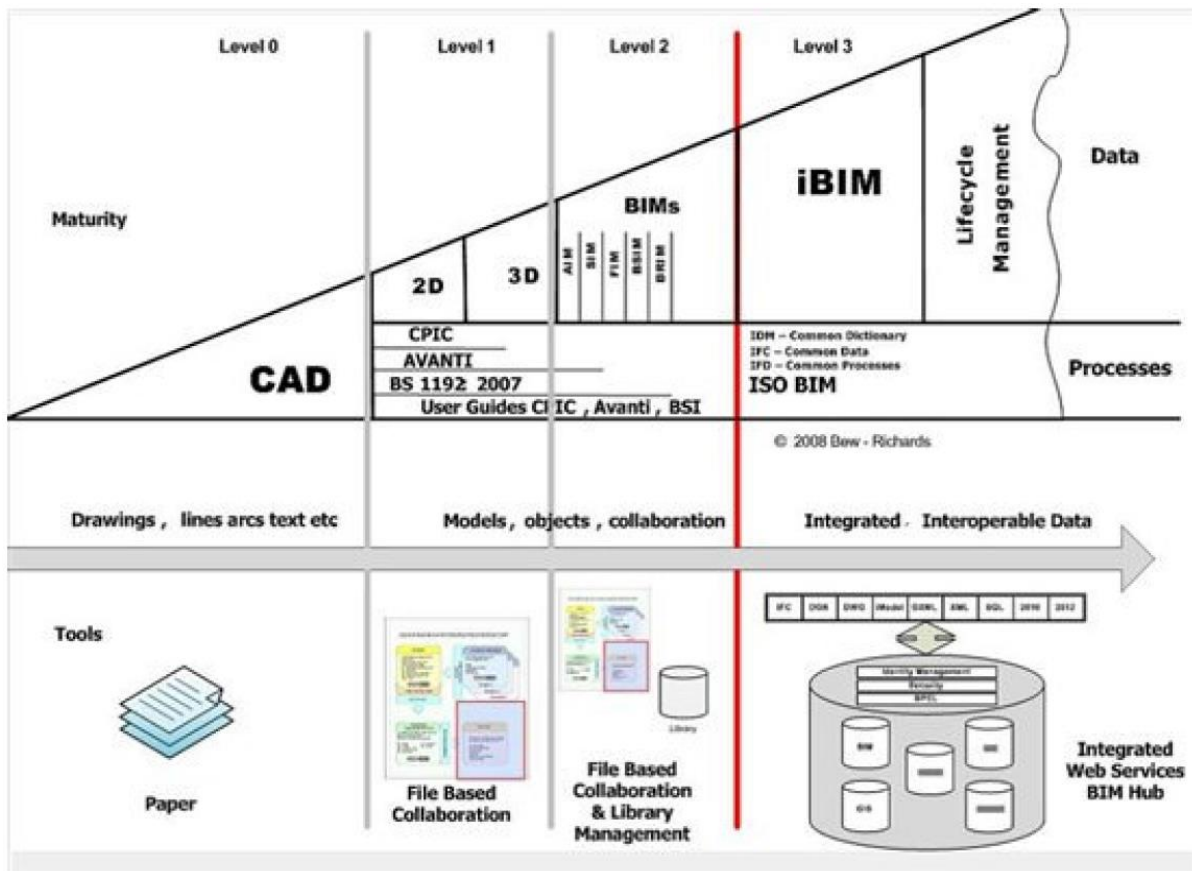 Level 0
Level 1
Level 2
Level 3
Maturity
2D
3D
BIMs
AIM
SIM
FIM
BSIM
BRIM
iBIM
Lifecycle
Management
Data
CAD
CPIC
AVANTI
BS 1192: 2007
User Guides CPIC , Avanti , BSI
IDM – Common Dictionary
IFC – Common Data
IFD – Common Processes
ISO BIM
Processes
© 2008 Bew - Richards
Drawings , lines arcs text etc
Models , objects , collaboration
Integrated , Interoperable Data
Tools
Paper
File Based
Collaboration
Library
File Based
Collaboration
& Library
Management
IFC
DGN
DWG
iModel
XML
SQL
2010
2012
Identity Management
Security
BPEL
BIM
GIS
Integrated
Web Services
BIM Hub